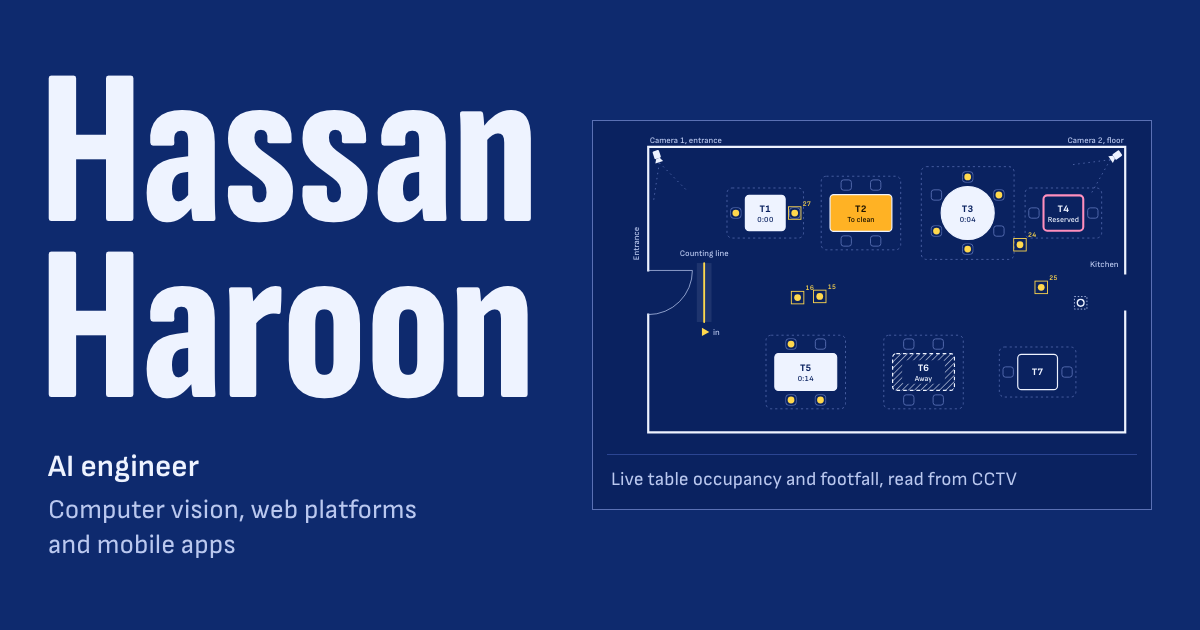 Hassan
Haroon
AI engineer
Computer vision, web platforms
and mobile apps
Camera 1, entrance
Camera 2, floor
T1
0:00
27
T2
To clean
T3
0:04
T4
Reserved
24
Entrance
Counting line
Kitchen
16
15
25
in
T5
0:14
T6
Away
T7
Live table occupancy and footfall, read from CCTV